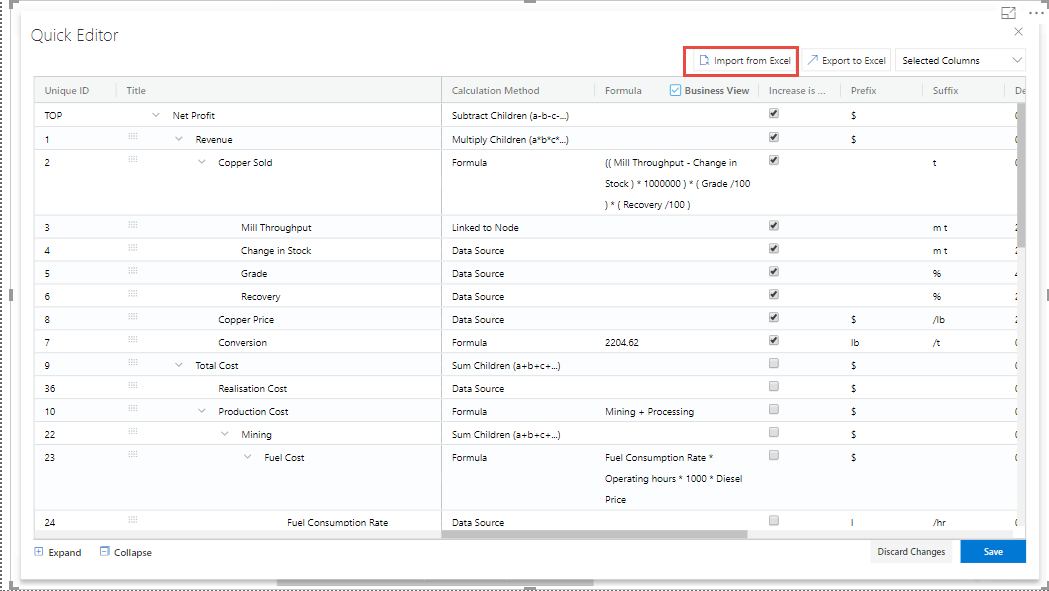 Quick Editor
Import from Excel Export to Excel Selected Columns
Unique ID Title Calculation Method Formula Business View Increase is ... Prefix Suffix De
TOP Net Profit Subtract Children (a-b-c-...) $
1 Revenue Multiply Children (a*b*c*...) $
2 Copper Sold Formula (( Mill Throughput - Change in t
Stock ) * 1000000 ) * ( Grade /100
) * ( Recovery /100 )
3 Mill Throughput Linked to Node m t
4 Change in Stock Data Source m t
5 Grade Data Source %
6 Recovery Data Source %
8 Copper Price Data Source $ /lb
7 Conversion Formula 2204.62 lb /t
9 Total Cost Sum Children (a+b+c+...) $
36 Realisation Cost Data Source $
10 Production Cost Formula Mining + Processing $
22 Mining Sum Children (a+b+c+...) $
23 Fuel Cost Formula Fuel Consumption Rate * $
Operating hours * 1000 * Diesel
Price
24 Fuel Consumption Rate Data Source l /hr
Expand Collapse Discard Changes Save